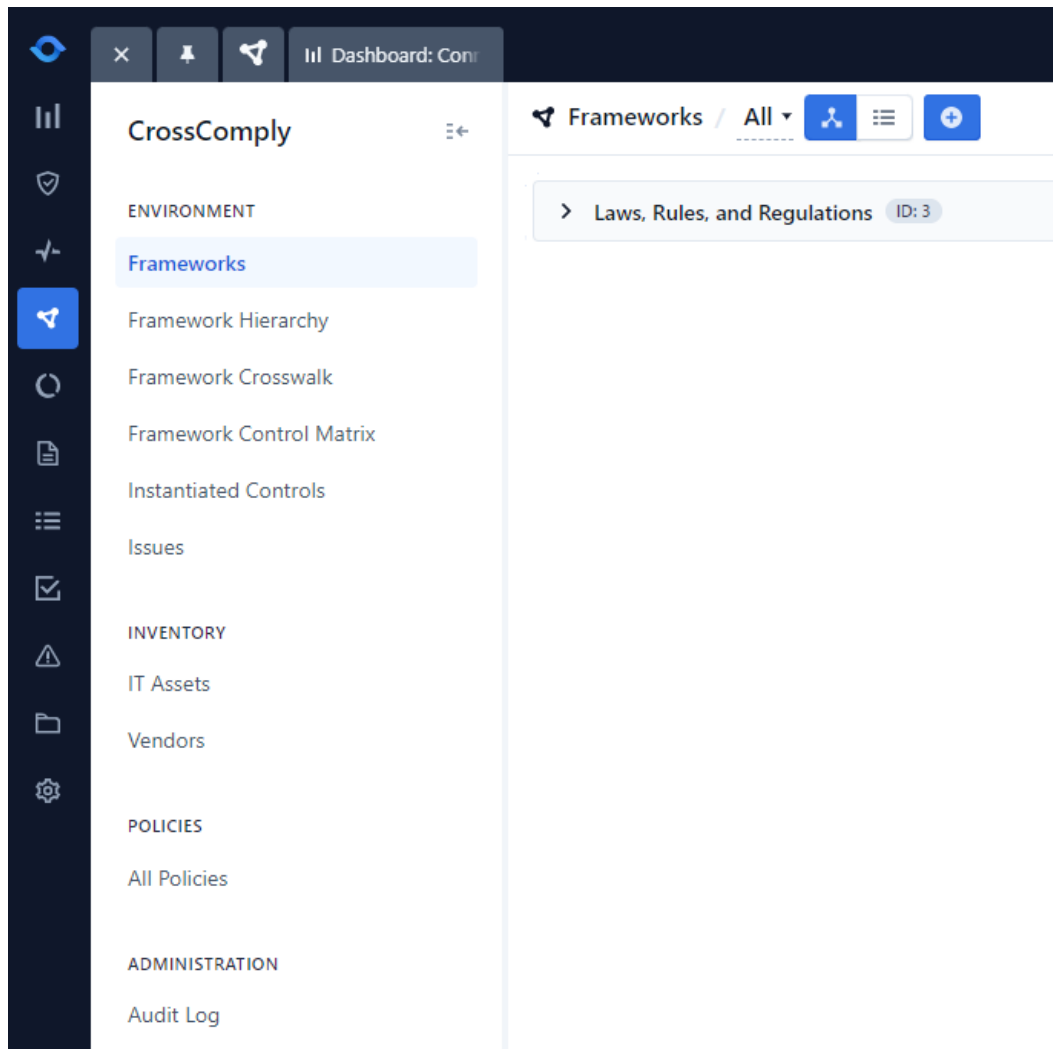 Dashboard: Con
CrossComply
ENVIRONMENT
Frameworks
Framework Hierarchy
Framework Crosswalk
Framework Control Matrix
Instantiated Controls
Issues
INVENTORY
IT Assets
Vendors
POLICIES
All Policies
ADMINISTRATION
Audit Log
Frameworks / All
Laws, Rules, and Regulations ID: 3